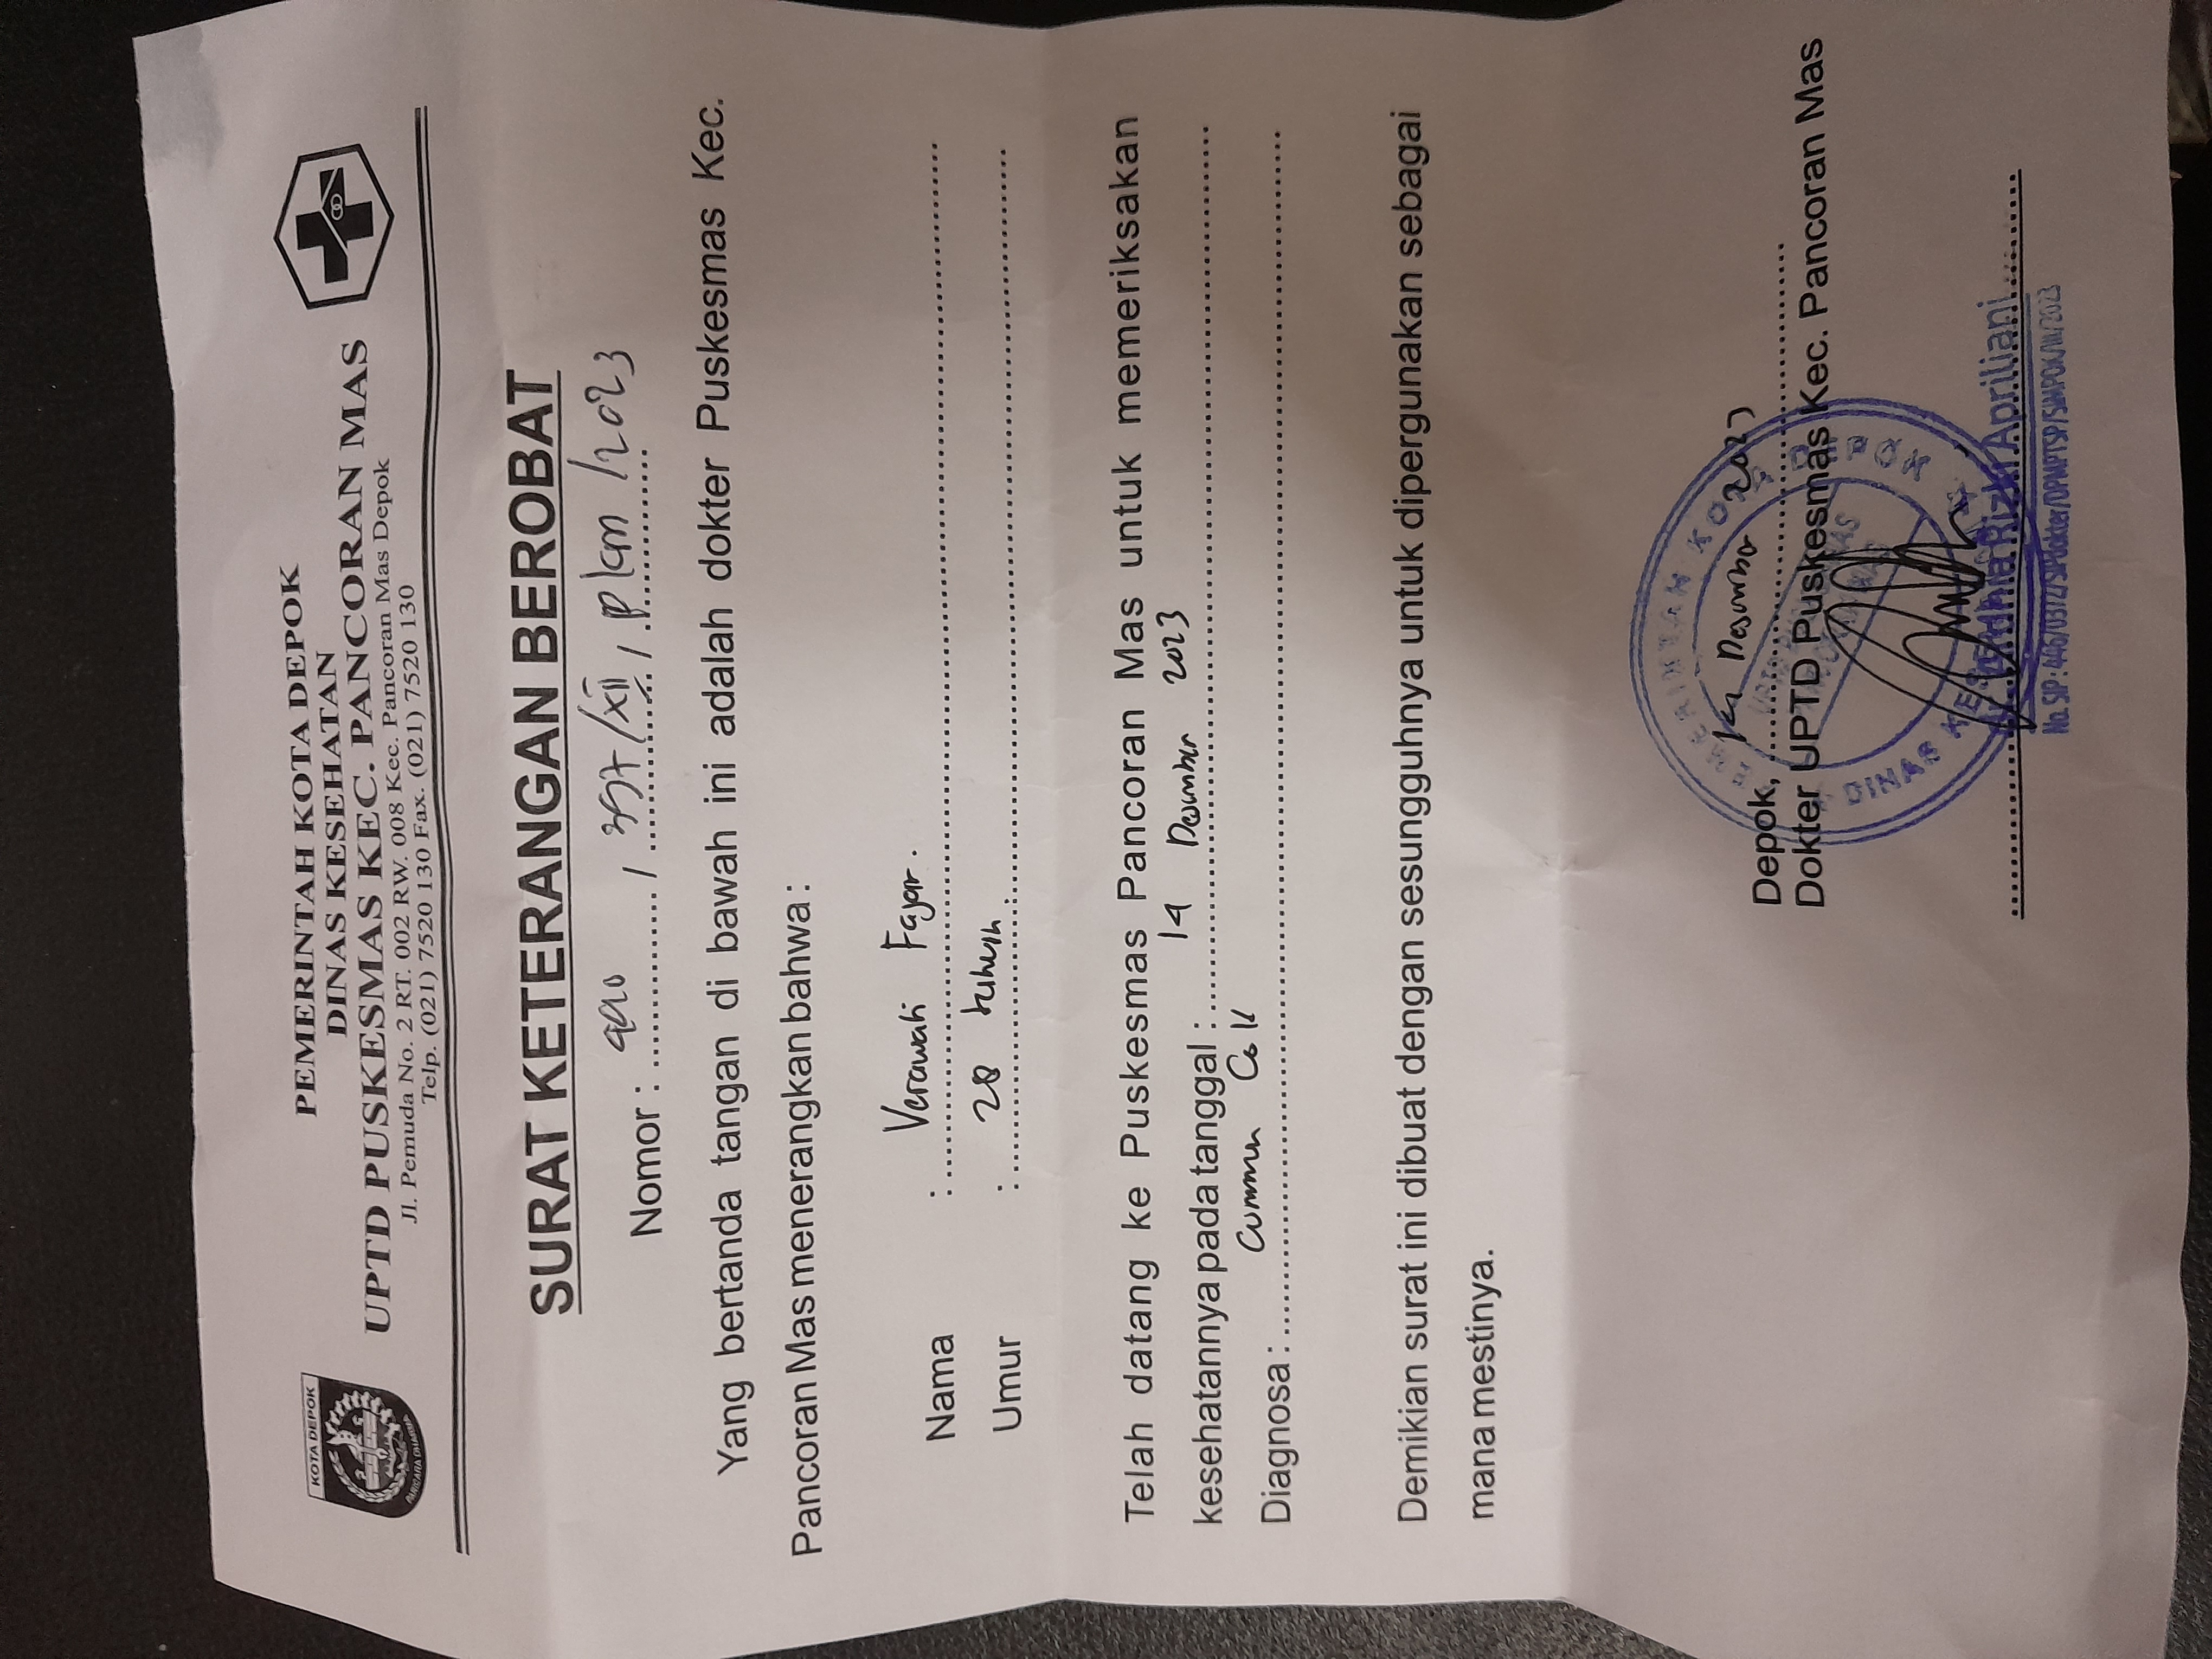 KOTA DEPOK
PARICARA DHARMA
PEMERINTAH KOTA DEPOK
DINAS KESEHATAN
UPTD PUSKESMAS KEC. PANCORAN MAS
Jl. Pemuda No. 2 RT. 002 RW. 008 Kec. Pancoran Mas Depok
Telp. (021) 7520 130 Fax. (021) 7520 130
SURAT KETERANGAN BEROBAT
Nomor : 440 / 397/XII / pkm /2023
Yang bertanda tangan di bawah ini adalah dokter Puskesmas Kec.
Pancoran Mas menerangkan bahwa :
Nama : Verawati Fajar.
Umur : 28 tahun
Telah datang ke Puskesmas Pancoran Mas untuk memeriksakan
kesehatannya pada tanggal : 14 Desember 2023
Diagnosa : Common Cold
Demikian surat ini dibuat dengan sesungguhnya untuk dipergunakan sebagai
mana mestinya.
PEMERINTAH KOTA DEPOK
DINAS KESEHATAN
UPTD PUSKESMAS
PANCORAN MAS
Depok, 14 Desember 2023
Dokter UPTD Puskesmas Kec. Pancoran Mas
dr. Ardhia Rizki Apriliani
No. SIP : 446/0372/SIPdokter/DPMPTSP/SIMPOK/III/2023